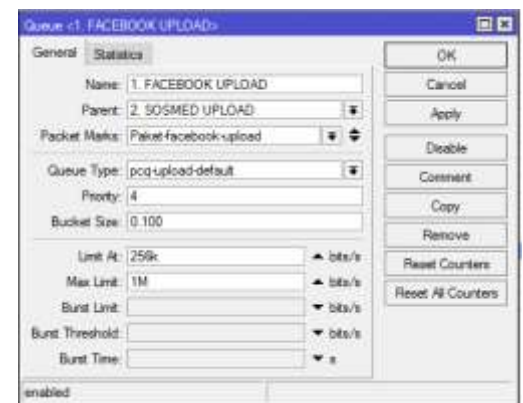 Queue <1. FACEBOOK UPLOAD>
General Statistics
Name: 1. FACEBOOK UPLOAD
Parent: 2. SOSMED UPLOAD
Packet Marks: Paket-facebook-upload
Queue Type: pcq-upload-default
Priority: 4
Bucket Size: 0.100
Limit At: 256k bits/s
Max Limit: 1M bits/s
Burst Limit: bits/s
Burst Threshold: bits/s
Burst Time: s
OK
Cancel
Apply
Disable
Comment
Copy
Remove
Reset Counters
Reset All Counters
enabled